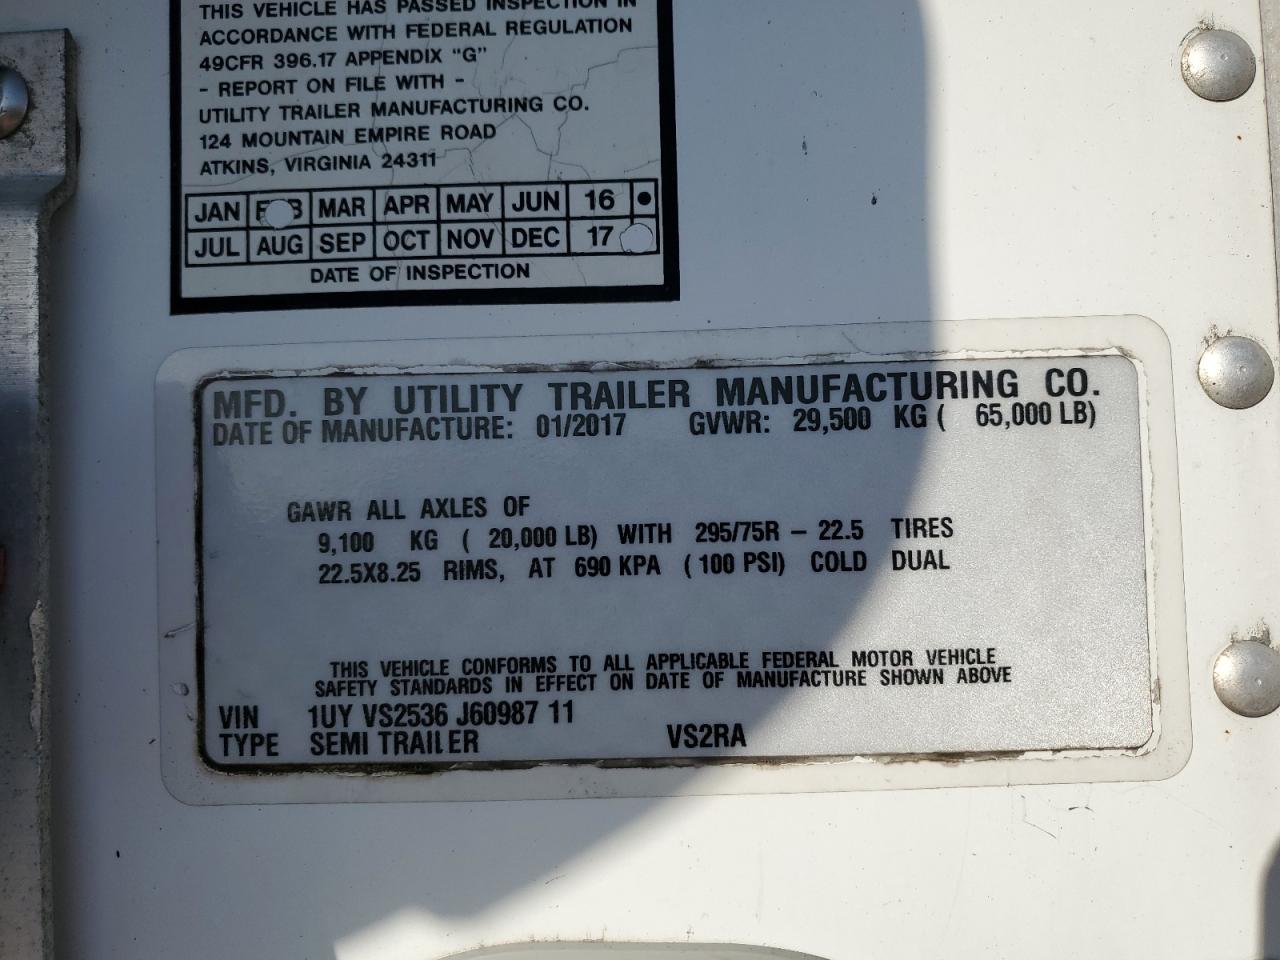 THIS VEHICLE HAS PASSED INSPECTION IN
ACCORDANCE WITH FEDERAL REGULATION
49CFR 396.17 APPENDIX "G"
- REPORT ON FILE WITH -
UTILITY TRAILER MANUFACTURING CO.
124 MOUNTAIN EMPIRE ROAD
ATKINS, VIRGINIA 24311
JAN MAR APR MAY JUN 16
JUL AUG SEP OCT NOV DEC 17
DATE OF INSPECTION
MFD. BY UTILITY TRAILER MANUFACTURING CO.
DATE OF MANUFACTURE: 01/2017 GVWR: 29,500 KG ( 65,000 LB)
GAWR ALL AXLES OF
9,100 KG ( 20,000 LB) WITH 295/75R – 22.5 TIRES
22.5X8.25 RIMS, AT 690 KPA (100 PSI) COLD DUAL
THIS VEHICLE CONFORMS TO ALL APPLICABLE FEDERAL MOTOR VEHICLE
SAFETY STANDARDS IN EFFECT ON DATE OF MANUFACTURE SHOWN ABOVE
VIN 1UY VS2536 J60987 11
TYPE SEMITRAILER VS2RA